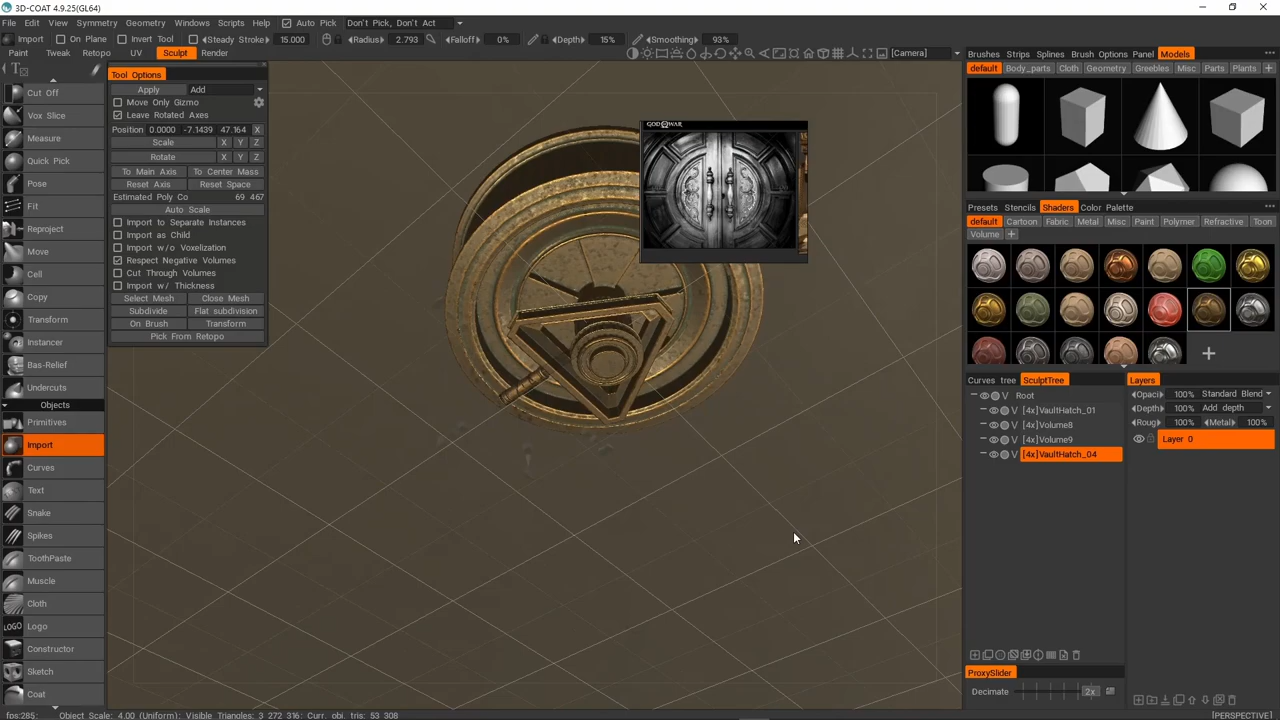 3D-COAT 4.9.25(GL64)
File Edit View Symmetry Geometry Windows Scripts Help Auto Pick Don't Pick, Don't Act
Import On Plane Invert Tool Steady Stroke 15.000 Radius 2.793 Falloff 0% Depth 15% Smoothing 93%
Paint Tweak Retopo UV Sculpt Render [Camera]
Cut Off
Vox Slice
Measure
Quick Pick
Pose
Fit
Reproject
Move
Cell
Copy
Transform
Instancer
Bas-Relief
Undercuts
Objects
Primitives
Import
Curves
Text
Snake
Spikes
ToothPaste
Muscle
Cloth
LOGO Logo
Constructor
Sketch
Coat
Tool Options
Apply Add
Move Only Gizmo
Leave Rotated Axes
Position 0.0000 -7.1439 47.164 X
Scale X Y Z
Rotate X Y Z
To Main Axis To Center Mass
Reset Axis Reset Space
Estimated Poly Co 69 467
Auto Scale
Import to Separate Instances
Import as Child
Import w/o Voxelization
Respect Negative Volumes
Cut Through Volumes
Import w/ Thickness
Select Mesh Close Mesh
Subdivide Flat subdivision
On Brush Transform
Pick From Retopo
GOD OF WAR
Brushes Strips Splines Brush Options Panel Models
default Body_parts Cloth Geometry Greebles Misc Parts Plants +
Presets Stencils Shaders Color Palette
default Cartoon Fabric Metal Misc Paint Polymer Refractive Toon
Volume +
Curves tree SculptTree
Root
V [4x]VaultHatch_01
V [4x]Volume8
V [4x]Volume9
V [4x]VaultHatch_04
ProxySlider
Decimate 2x
Layers
Opaci 100% Standard Blend
Depth 100% Add depth
Roug 100% Metal 100%
Layer 0
fps:285; Object Scale: 4.00 (Uniform); Visible Triangles: 3 272 316; Curr. obj. tris: 53 308 [PERSPECTIVE]